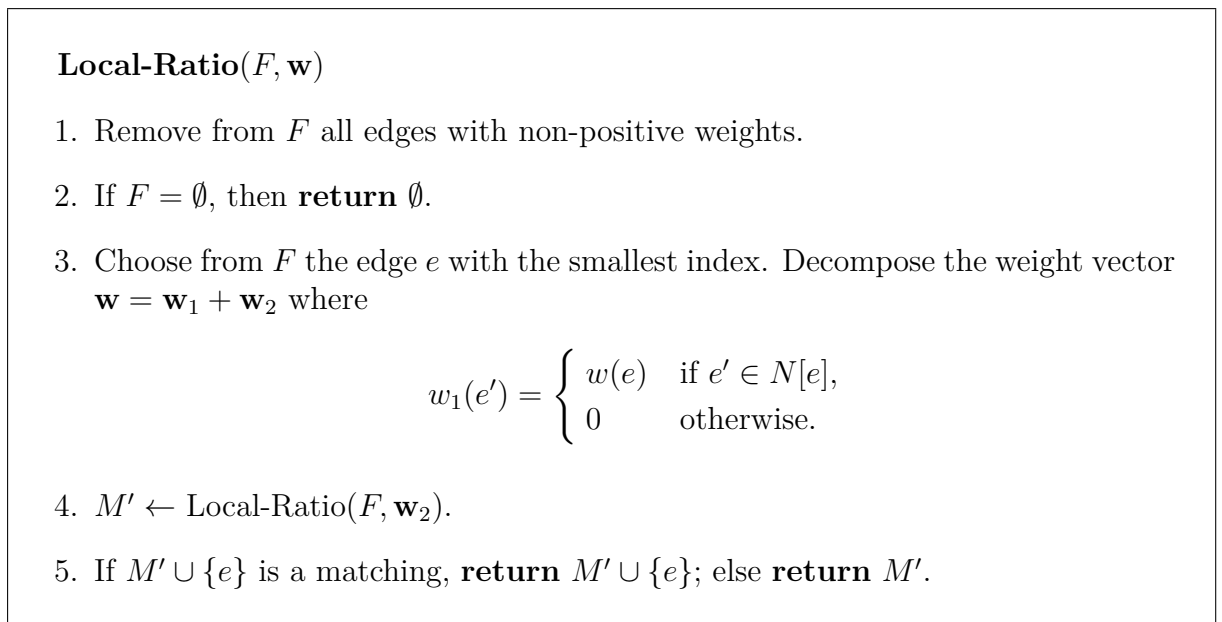 Local-Ratio(F, w)
1. Remove from F all edges with non-positive weights.
2. If F = ∅, then return ∅.
3. Choose from F the edge e with the smallest index. Decompose the weight vector
w = w₁ + w₂ where
w₁(e′) = { w(e) if e′ ∈ N[e],
0 otherwise.
4. M′ ← Local-Ratio(F, w₂).
5. If M′ ∪ {e} is a matching, return M′ ∪ {e}; else return M′.